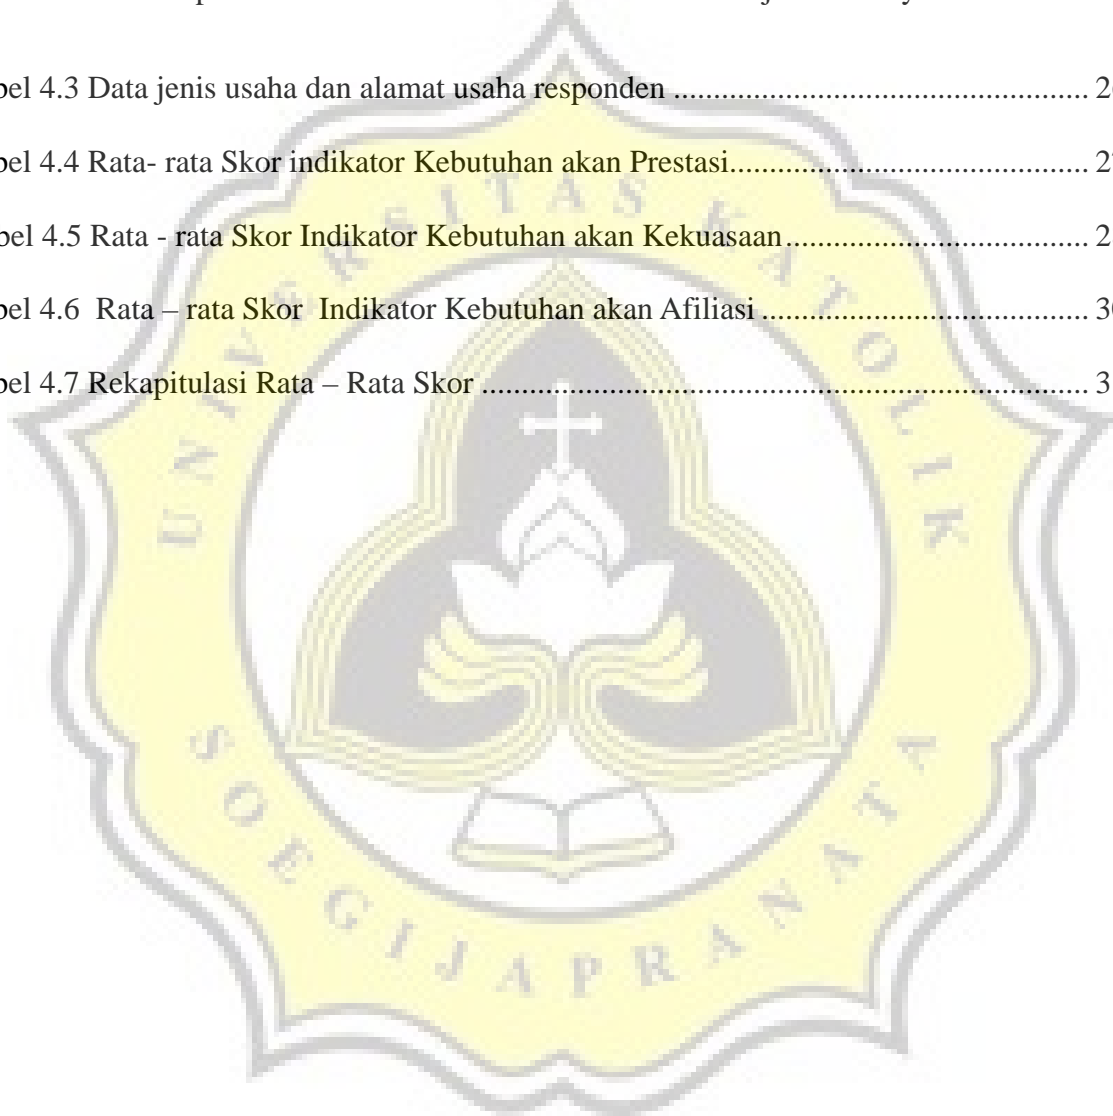 bel 4.3 Data jenis usaha dan alamat usaha responden ................................................... 2
bel 4.4 Rata- rata Skor indikator Kebutuhan akan Prestasi............................................ 2
bel 4.5 Rata - rata Skor Indikator Kebutuhan akan Kekuasaan..................................... 2
bel 4.6  Rata – rata Skor  Indikator Kebutuhan akan Afiliasi ........................................ 3
bel 4.7 Rekapitulasi Rata – Rata Skor .......................................................................... 3
UNIVERSITAS KATOLIK
SOEGIJAPRANATA